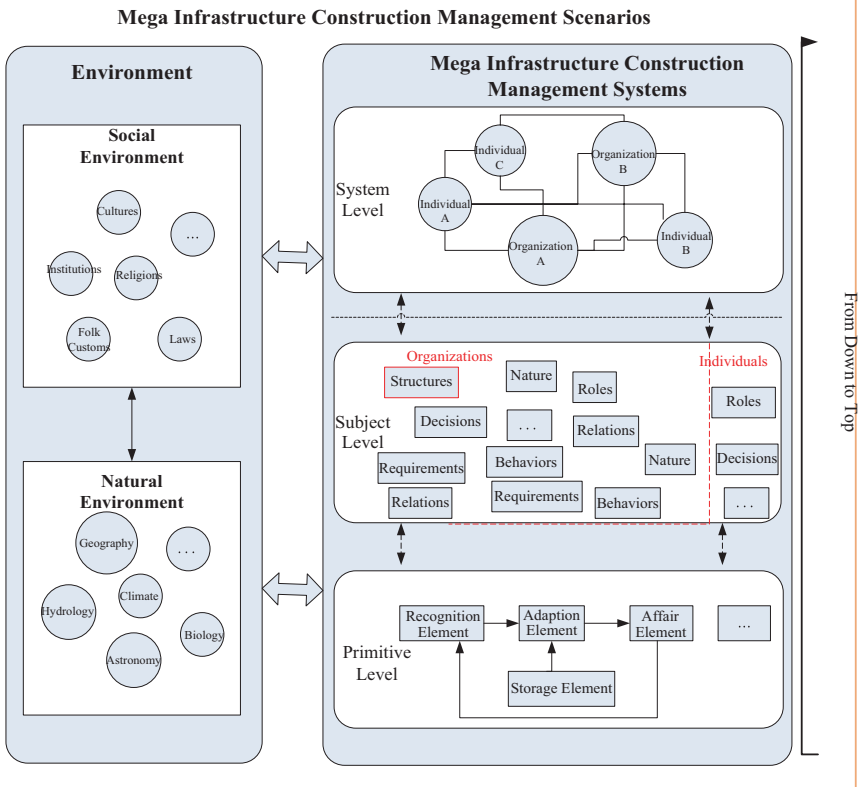 Mega Infrastructure Construction Management Scenarios
Environment
Social
Environment
Cultures
...
Institutions
Religions
Folk
Customs
Laws
Natural
Environment
Geography
...
Climate
Hydrology
Biology
Astronomy
Mega Infrastructure Construction
Management Systems
System
Level
Individual
C
Organization
B
Individual
A
Organization
A
Individual
B
Subject
Level
Organizations
Individuals
Structures
Nature
Roles
Roles
Decisions
...
Relations
Requirements
Behaviors
Nature
Decisions
Relations
Requirements
Behaviors
...
Primitive
Level
Recognition
Element
Adaption
Element
Affair
Element
...
Storage Element
From Down to Top